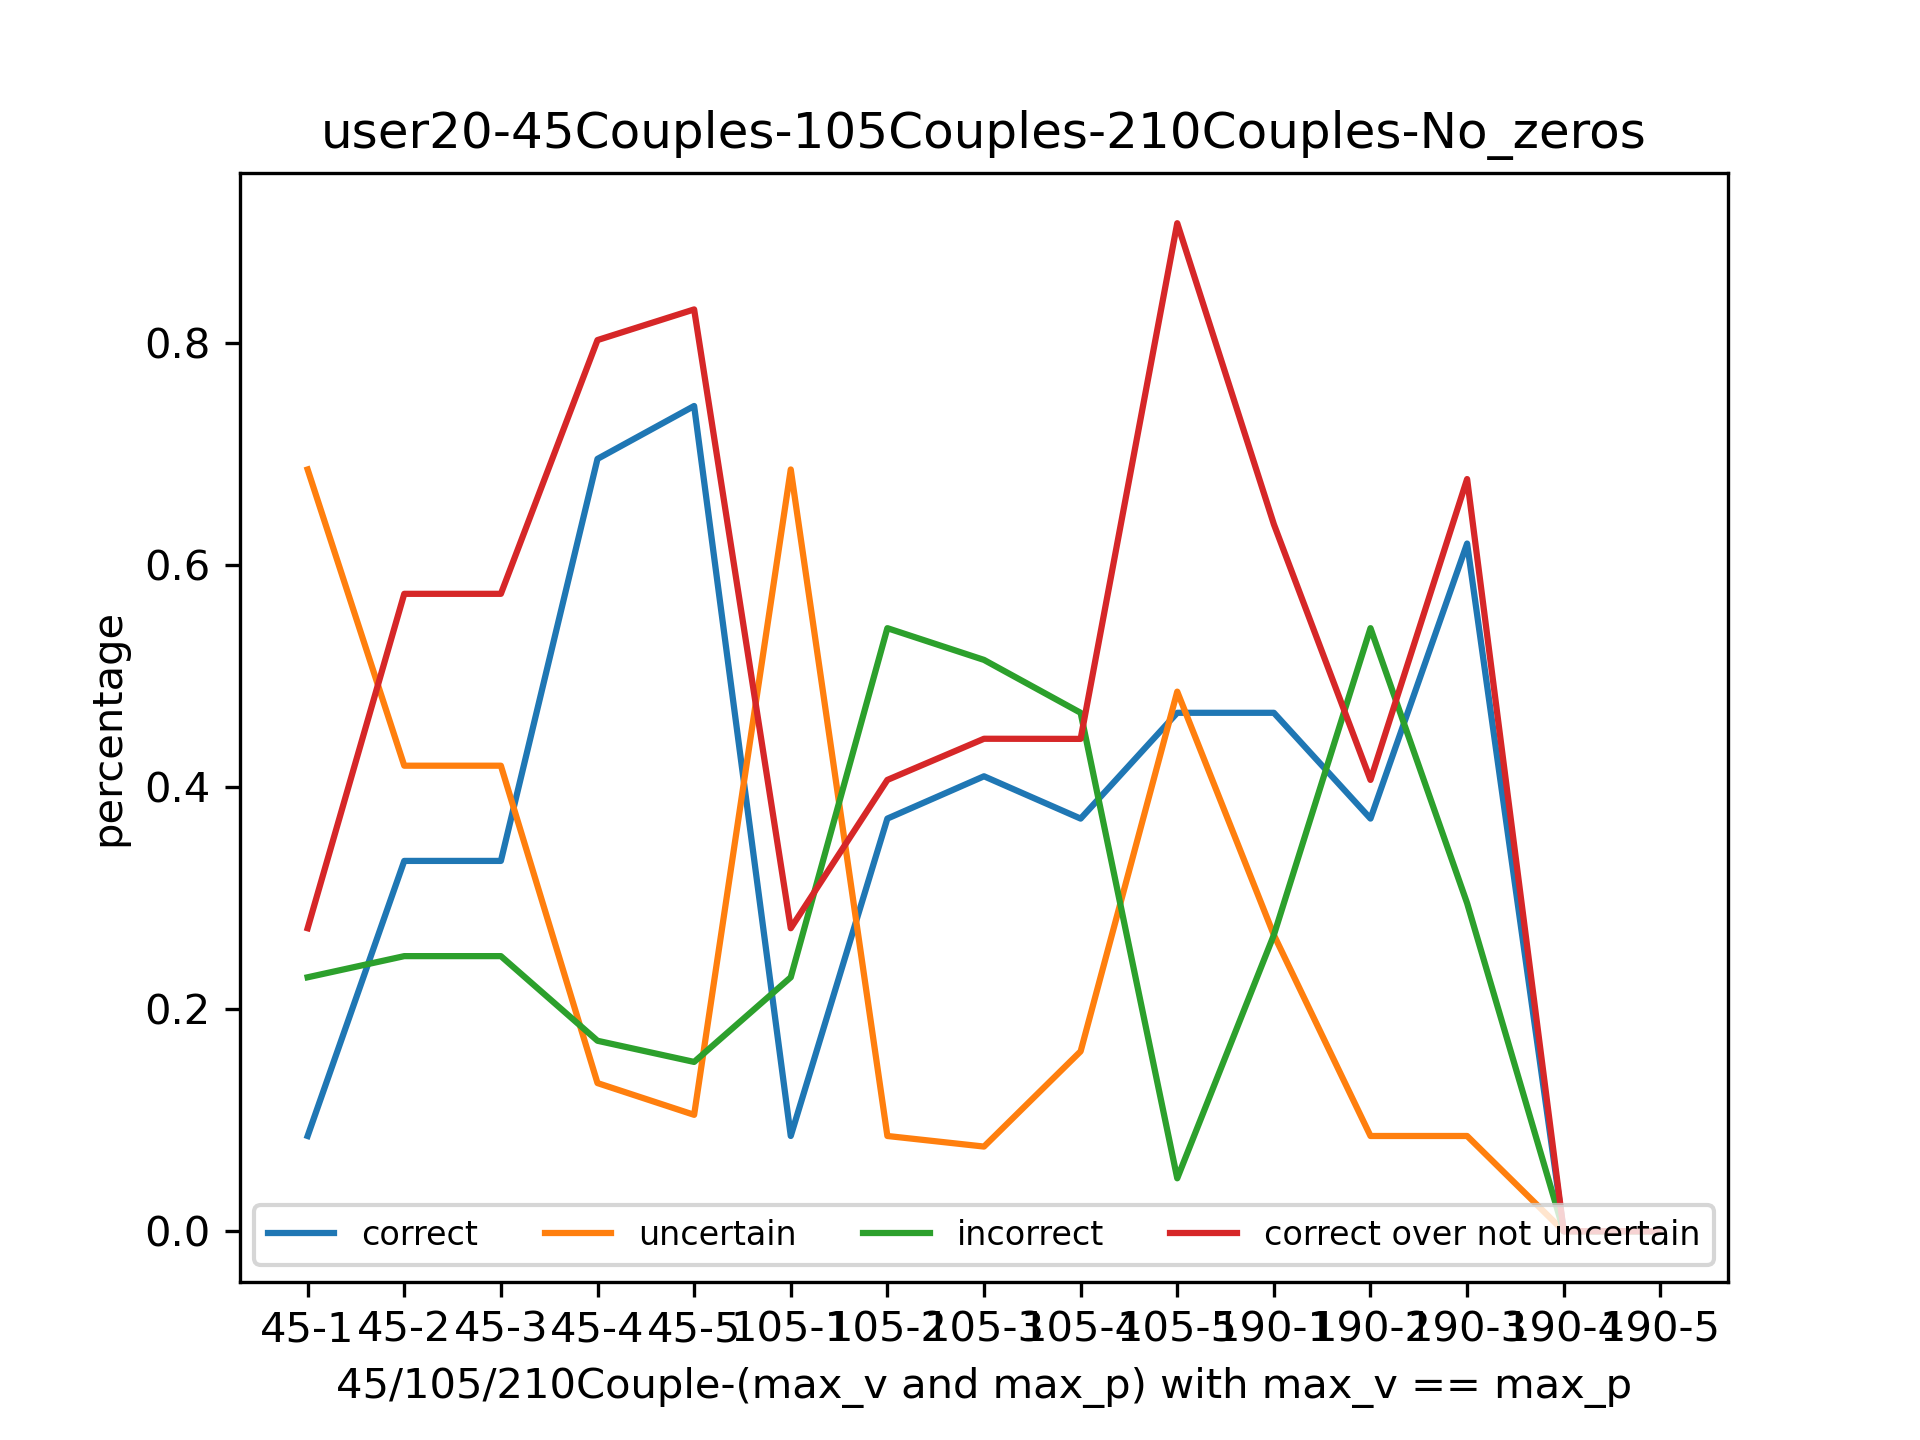 user20-45Couples-105Couples-210Couples-No_zeros
percentage
0.8
0.6
0.4
0.2
0.0
correct uncertain incorrect correct over not uncertain
45-1 45-2 45-3 45-4 45-5 105-1 105-2 105-3 105-4 105-5 190-1 190-2 190-3 190-4 190-5
45/105/210Couple-(max_v and max_p) with max_v == max_p